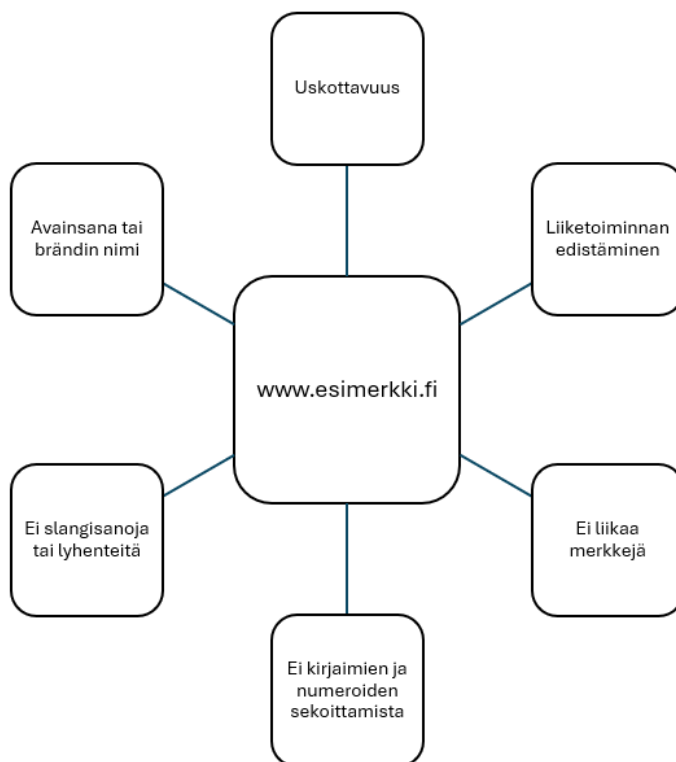 Uskottavuus
Avainsana tai
brändin nimi
Liiketoiminnan
edistäminen
www.esimerkki.fi
Ei slangisanoja
tai lyhenteitä
Ei liikaa
merkkejä
Ei kirjaimien ja
numeroiden
sekoittamista